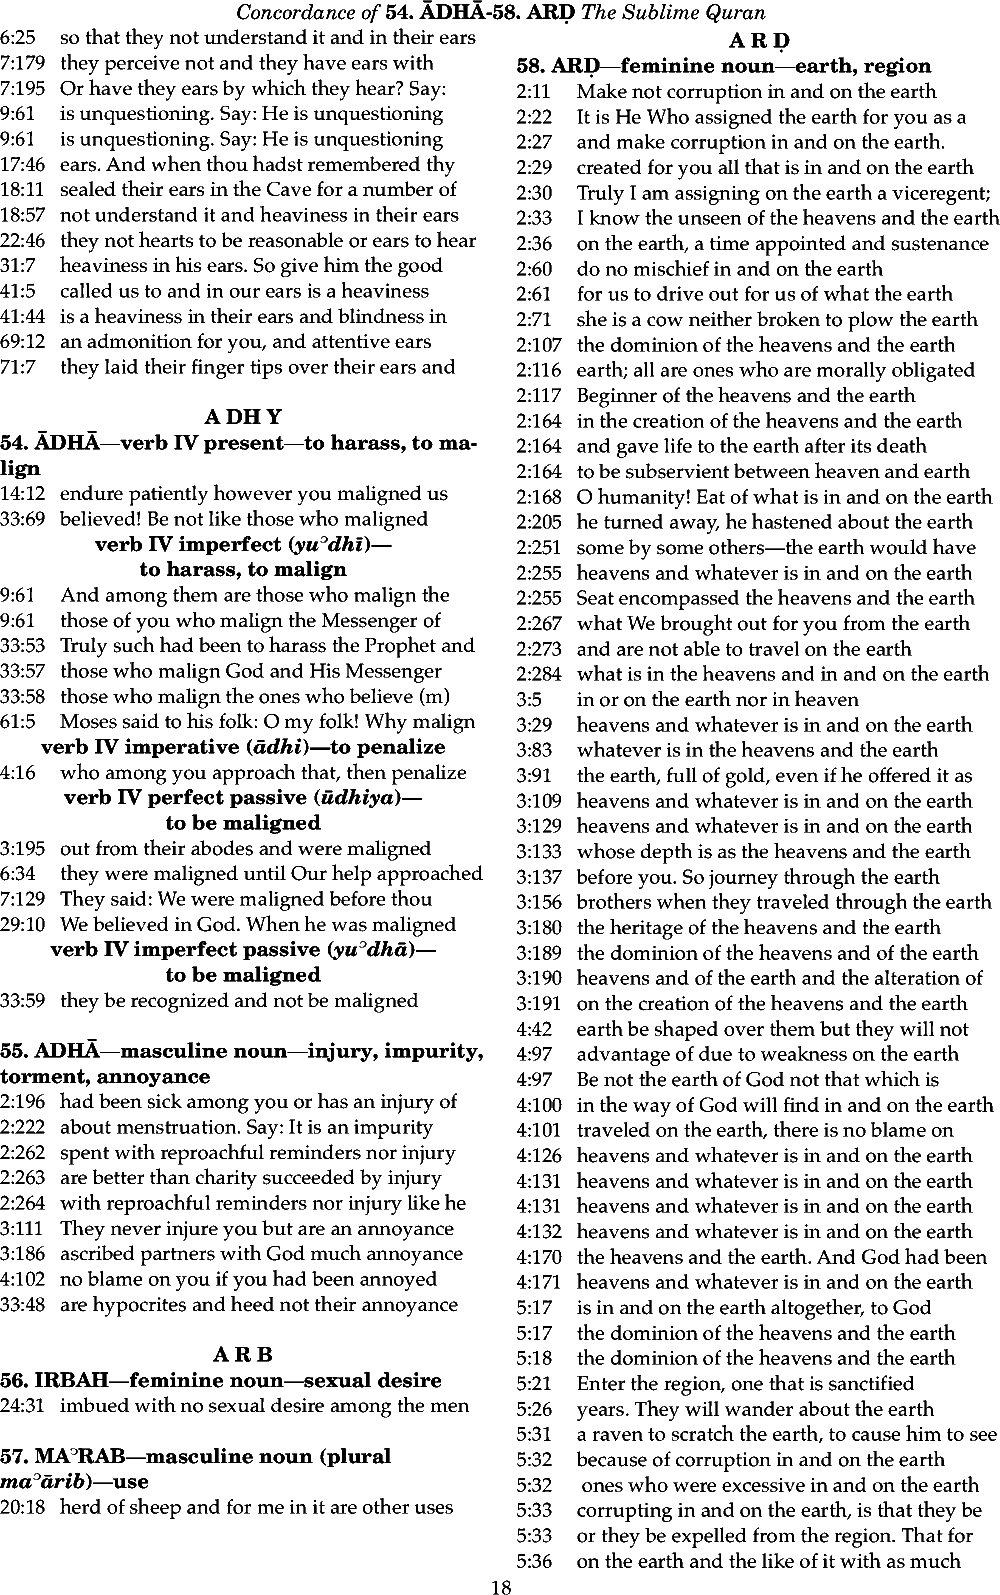 Concordance of 54. ĀDHĀ-58. ARḌ The Sublime Quran
6:25 so that they not understand it and in their ears
7:179 they perceive not and they have ears with
7:195 Or have they ears by which they hear? Say:
9:61 is unquestioning. Say: He is unquestioning
9:61 is unquestioning. Say: He is unquestioning
17:46 ears. And when thou hadst remembered thy
18:11 sealed their ears in the Cave for a number of
18:57 not understand it and heaviness in their ears
22:46 they not hearts to be reasonable or ears to hear
31:7 heaviness in his ears. So give him the good
41:5 called us to and in our ears is a heaviness
41:44 is a heaviness in their ears and blindness in
69:12 an admonition for you, and attentive ears
71:7 they laid their finger tips over their ears and
A DH Y
54. ĀDHĀ—verb IV present—to harass, to ma-
lign
14:12 endure patiently however you maligned us
33:69 believed! Be not like those who maligned
verb IV imperfect (yuʾdhī)—
to harass, to malign
9:61 And among them are those who malign the
9:61 those of you who malign the Messenger of
33:53 Truly such had been to harass the Prophet and
33:57 those who malign God and His Messenger
33:58 those who malign the ones who believe (m)
61:5 Moses said to his folk: O my folk! Why malign
verb IV imperative (ādhi)—to penalize
4:16 who among you approach that, then penalize
verb IV perfect passive (ūdhiya)—
to be maligned
3:195 out from their abodes and were maligned
6:34 they were maligned until Our help approached
7:129 They said: We were maligned before thou
29:10 We believed in God. When he was maligned
verb IV imperfect passive (yuʾdhā)—
to be maligned
33:59 they be recognized and not be maligned
55. ADHĀ—masculine noun—injury, impurity,
torment, annoyance
2:196 had been sick among you or has an injury of
2:222 about menstruation. Say: It is an impurity
2:262 spent with reproachful reminders nor injury
2:263 are better than charity succeeded by injury
2:264 with reproachful reminders nor injury like he
3:111 They never injure you but are an annoyance
3:186 ascribed partners with God much annoyance
4:102 no blame on you if you had been annoyed
33:48 are hypocrites and heed not their annoyance
A R B
56. IRBAH—feminine noun—sexual desire
24:31 imbued with no sexual desire among the men
57. MAʾRAB—masculine noun (plural
maʾārib)—use
20:18 herd of sheep and for me in it are other uses
A R Ḍ
58. ARḌ—feminine noun—earth, region
2:11 Make not corruption in and on the earth
2:22 It is He Who assigned the earth for you as a
2:27 and make corruption in and on the earth.
2:29 created for you all that is in and on the earth
2:30 Truly I am assigning on the earth a viceregent;
2:33 I know the unseen of the heavens and the earth
2:36 on the earth, a time appointed and sustenance
2:60 do no mischief in and on the earth
2:61 for us to drive out for us of what the earth
2:71 she is a cow neither broken to plow the earth
2:107 the dominion of the heavens and the earth
2:116 earth; all are ones who are morally obligated
2:117 Beginner of the heavens and the earth
2:164 in the creation of the heavens and the earth
2:164 and gave life to the earth after its death
2:164 to be subservient between heaven and earth
2:168 O humanity! Eat of what is in and on the earth
2:205 he turned away, he hastened about the earth
2:251 some by some others—the earth would have
2:255 heavens and whatever is in and on the earth
2:255 Seat encompassed the heavens and the earth
2:267 what We brought out for you from the earth
2:273 and are not able to travel on the earth
2:284 what is in the heavens and in and on the earth
3:5 in or on the earth nor in heaven
3:29 heavens and whatever is in and on the earth
3:83 whatever is in the heavens and the earth
3:91 the earth, full of gold, even if he offered it as
3:109 heavens and whatever is in and on the earth
3:129 heavens and whatever is in and on the earth
3:133 whose depth is as the heavens and the earth
3:137 before you. So journey through the earth
3:156 brothers when they traveled through the earth
3:180 the heritage of the heavens and the earth
3:189 the dominion of the heavens and of the earth
3:190 heavens and of the earth and the alteration of
3:191 on the creation of the heavens and the earth
4:42 earth be shaped over them but they will not
4:97 advantage of due to weakness on the earth
4:97 Be not the earth of God not that which is
4:100 in the way of God will find in and on the earth
4:101 traveled on the earth, there is no blame on
4:126 heavens and whatever is in and on the earth
4:131 heavens and whatever is in and on the earth
4:131 heavens and whatever is in and on the earth
4:132 heavens and whatever is in and on the earth
4:170 the heavens and the earth. And God had been
4:171 heavens and whatever is in and on the earth
5:17 is in and on the earth altogether, to God
5:17 the dominion of the heavens and the earth
5:18 the dominion of the heavens and the earth
5:21 Enter the region, one that is sanctified
5:26 years. They will wander about the earth
5:31 a raven to scratch the earth, to cause him to see
5:32 because of corruption in and on the earth
5:32 ones who were excessive in and on the earth
5:33 corrupting in and on the earth, is that they be
5:33 or they be expelled from the region. That for
5:36 on the earth and the like of it with as much
18